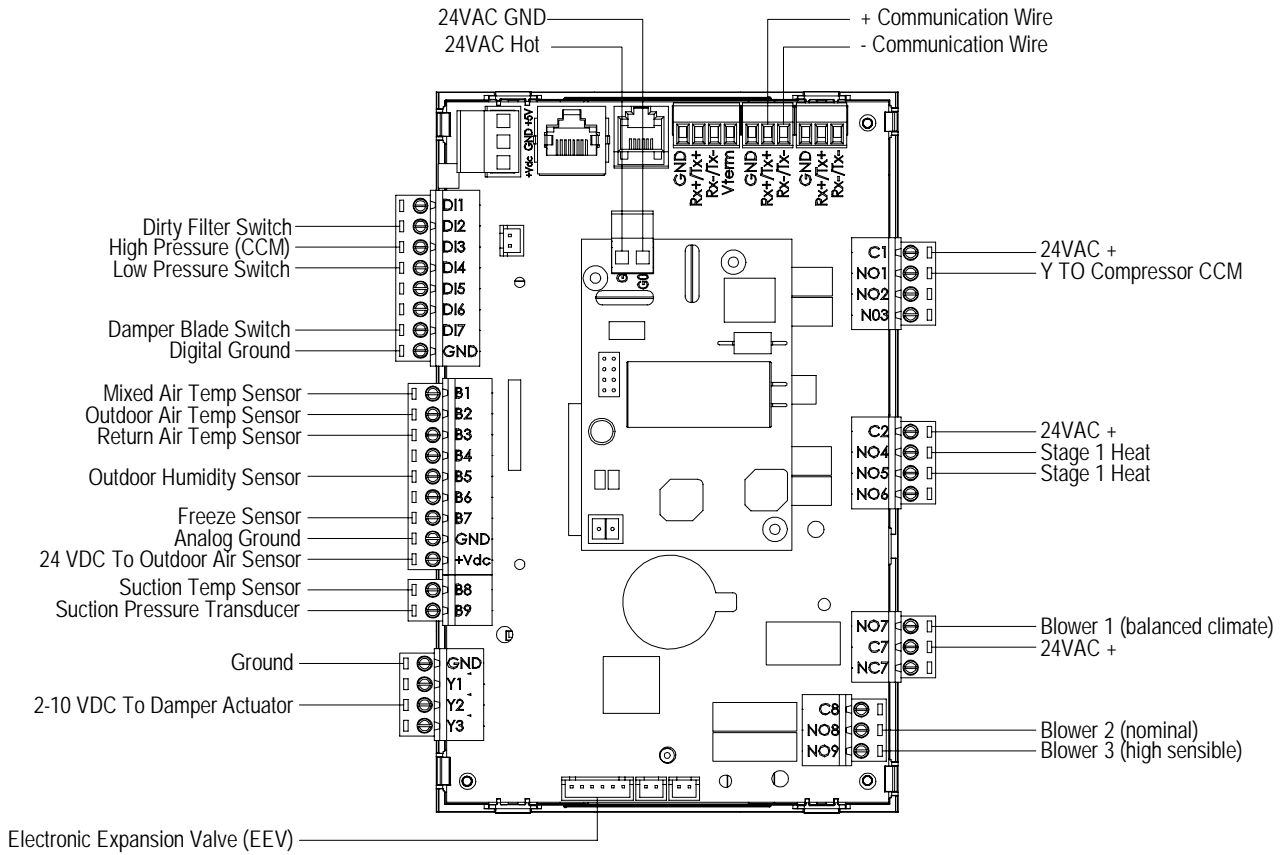 24VAC GND
24VAC Hot
+ Communication Wire
- Communication Wire
+Vdc GND +5V
GND
Rx+/Tx+
Rx-/Tx-
Vterm
GND
Rx+/Tx+
Rx-/Tx-
GND
Rx+/Tx+
Rx-/Tx-
G
G0
DI1
Dirty Filter Switch DI2
High Pressure (CCM) DI3
Low Pressure Switch DI4
DI5
DI6
Damper Blade Switch DI7
Digital Ground GND
Mixed Air Temp Sensor B1
Outdoor Air Temp Sensor B2
Return Air Temp Sensor B3
B4
Outdoor Humidity Sensor B5
B6
Freeze Sensor B7
Analog Ground GND
24 VDC To Outdoor Air Sensor +Vdc
Suction Temp Sensor B8
Suction Pressure Transducer B9
Ground GND
Y1
2-10 VDC To Damper Actuator Y2
Y3
C1 24VAC +
NO1 Y TO Compressor CCM
NO2
N03
C2 24VAC +
NO4 Stage 1 Heat
NO5 Stage 1 Heat
NO6
NO7 Blower 1 (balanced climate)
C7 24VAC +
NC7
C8
NO8 Blower 2 (nominal)
NO9 Blower 3 (high sensible)
Electronic Expansion Valve (EEV)